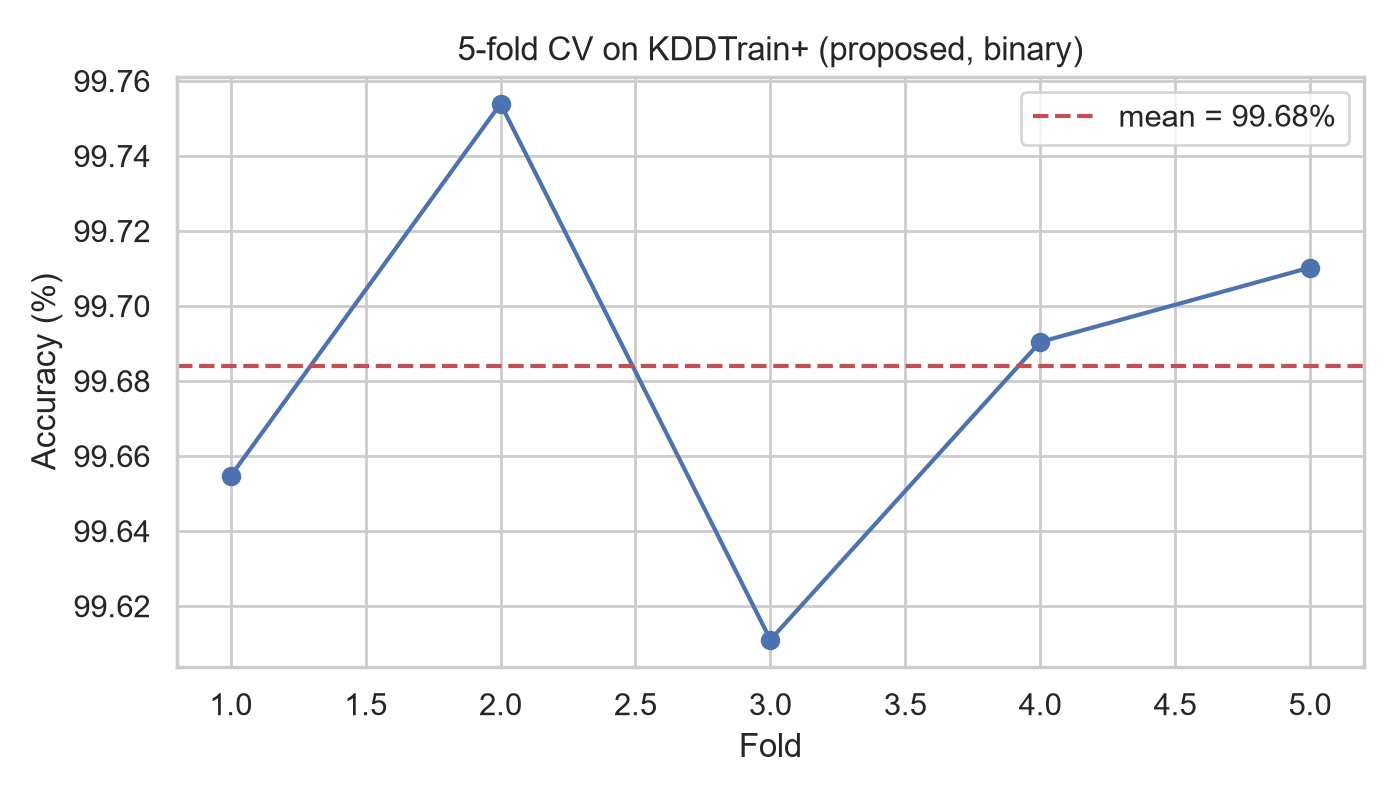 5-fold CV on KDDTrain+ (proposed, binary)
mean = 99.68%
Accuracy (%)
99.76
99.74
99.72
99.70
99.68
99.66
99.64
99.62
1.0 1.5 2.0 2.5 3.0 3.5 4.0 4.5 5.0
Fold